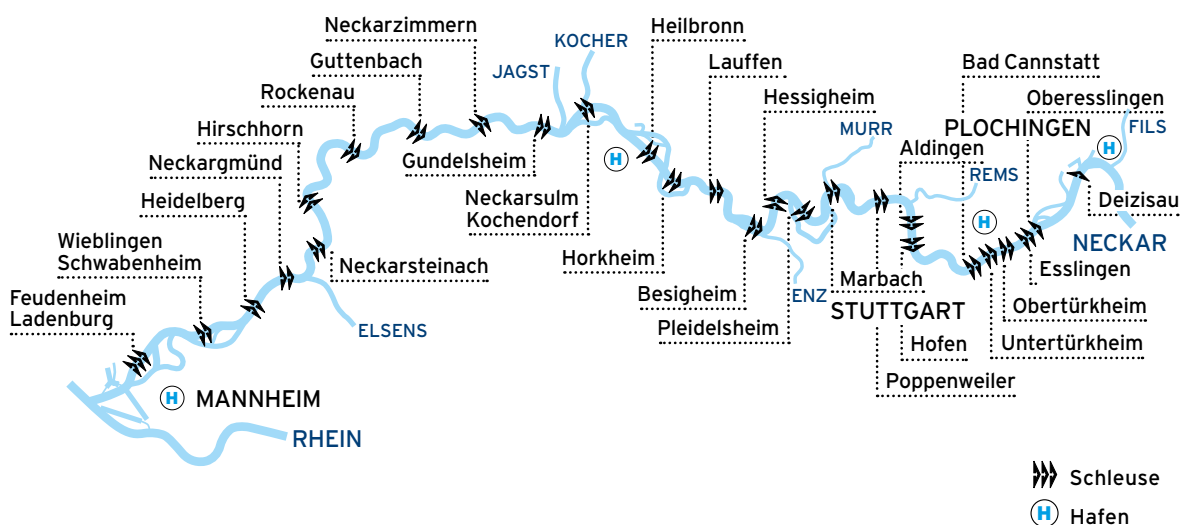 Neckarzimmern
Guttenbach
Rockenau
Hirschhorn
Neckargmünd
Heidelberg
Wieblingen
Schwabenheim
Feudenheim
Ladenburg
JAGST
KOCHER
Heilbronn
Lauffen
Hessigheim
MURR
Bad Cannstatt
Oberesslingen
PLOCHINGEN
H
FILS
Aldingen
REMS
Gundelsheim
H
Neckarsulm
Kochendorf
H
Deizisau
NECKAR
Neckarsteinach
Horkheim
Besigheim
Pleidelsheim
ENZ
Marbach
STUTTGART
Esslingen
Obertürkheim
Hofen
Untertürkheim
Poppenweiler
ELSENS
H
MANNHEIM
RHEIN
Schleuse
H
Hafen